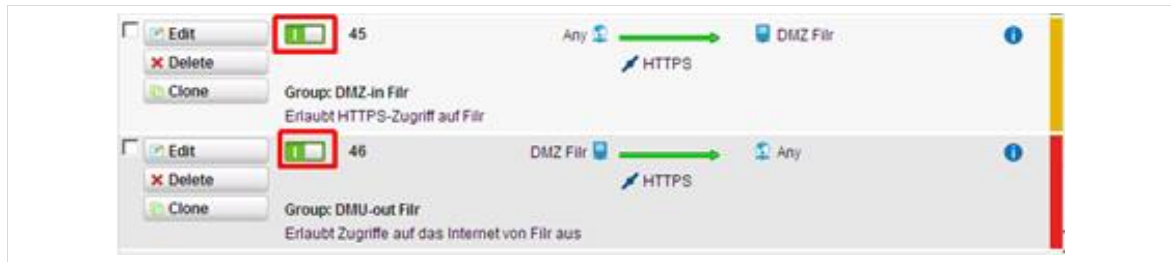 Edit 45 Any DMZ Filr
Delete HTTPS
Clone Group: DMZ-in Filr
Erlaubt HTTPS-Zugriff auf Filr
Edit 46 DMZ Filr Any
Delete HTTPS
Clone Group: DMU-out Filr
Erlaubt Zugriffe auf das Internet von Filr aus